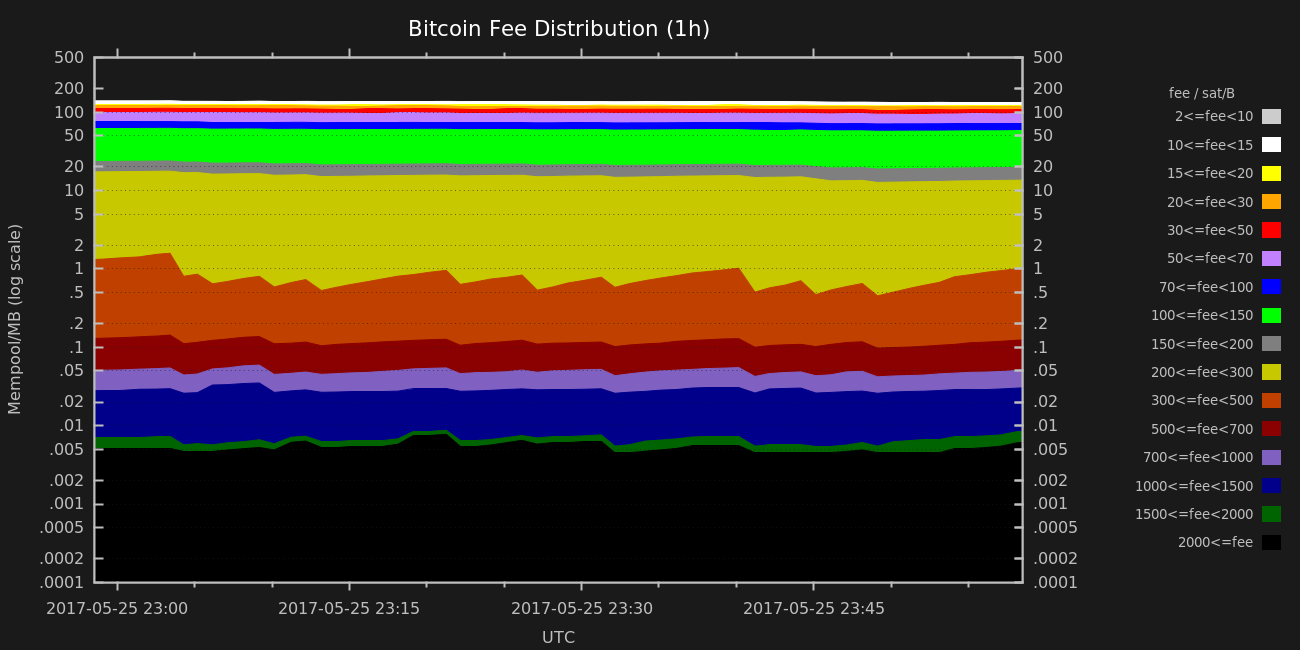 Bitcoin Fee Distribution (1h)
Mempool/MB (log scale)
500
200
100
50
20
10
5
2
1
.5
.2
.1
.05
.02
.01
.005
.002
.001
.0005
.0002
.0001
500
200
100
50
20
10
5
2
1
.5
.2
.1
.05
.02
.01
.005
.002
.001
.0005
.0002
.0001
2017-05-25 23:00
2017-05-25 23:15
2017-05-25 23:30
2017-05-25 23:45
UTC
fee / sat/B
2<=fee<10
10<=fee<15
15<=fee<20
20<=fee<30
30<=fee<50
50<=fee<70
70<=fee<100
100<=fee<150
150<=fee<200
200<=fee<300
300<=fee<500
500<=fee<700
700<=fee<1000
1000<=fee<1500
1500<=fee<2000
2000<=fee